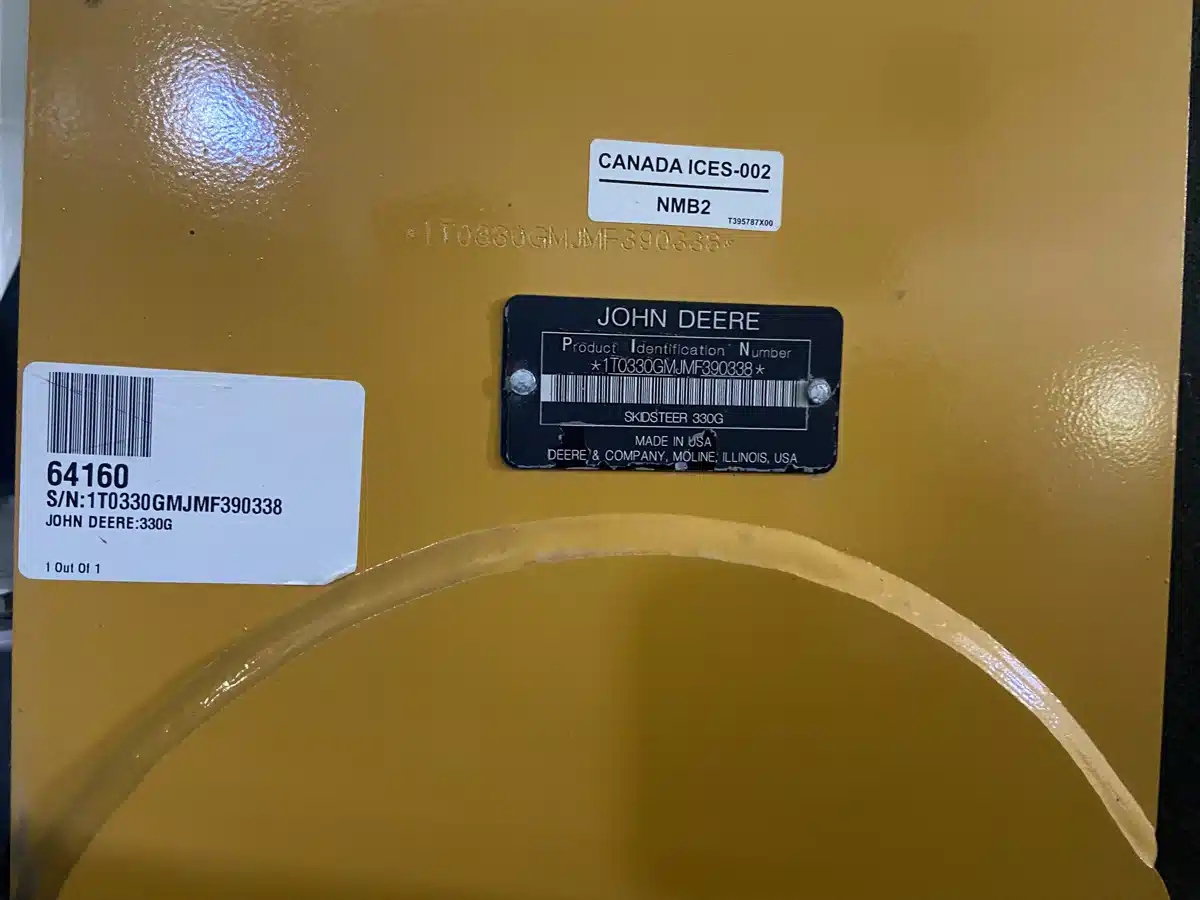 CANADA ICES-002
NMB2
T395787X00
*1T0330GMJMF390338*
JOHN DEERE
Product Identification Number
*1T0330GMJMF390338*
SKIDSTEER 330G
MADE IN USA
DEERE & COMPANY, MOLINE, ILLINOIS, USA
64160
S/N:1T0330GMJMF390338
JOHN DEERE:330G
1 Out Of 1